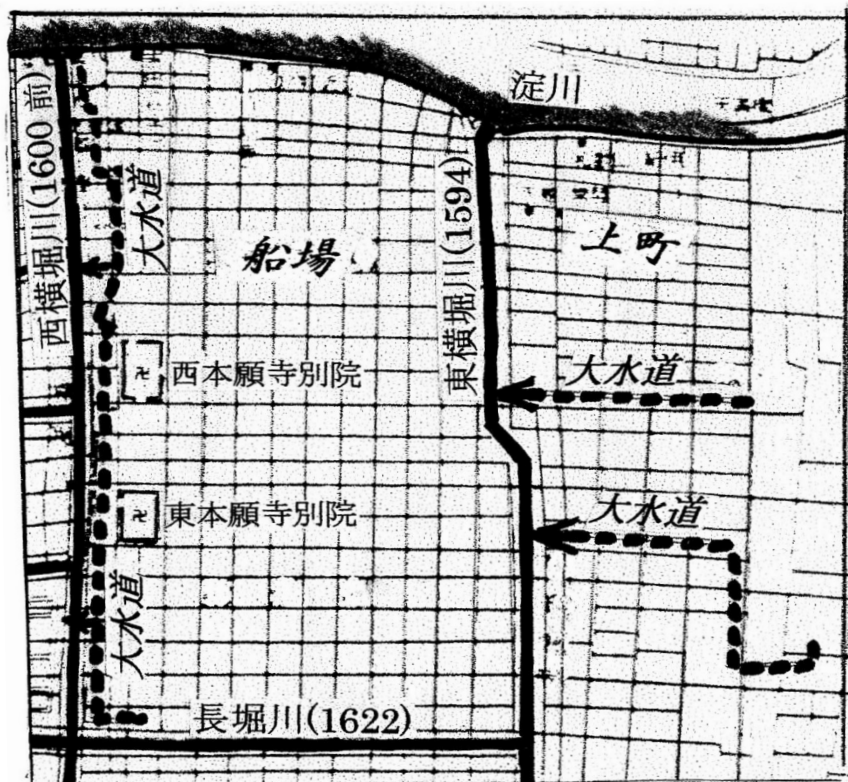 淀川
西横堀川(1600前)
大水道
船場
東横堀川(1594)
上町
卍
西本願寺別院
大水道
卍
東本願寺別院
大水道
大水道
長堀川(1622)